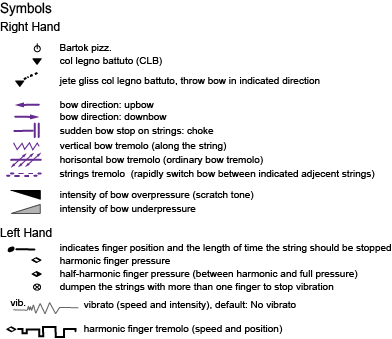 Symbols
Right Hand
Bartok pizz.
col legno battuto (CLB)
jete gliss col legno battuto, throw bow in indicated direction
bow direction: upbow
bow direction: downbow
sudden bow stop on strings: choke
vertical bow tremolo (along the string)
horisontal bow tremolo (ordinary bow tremolo)
strings tremolo (rapidly switch bow between indicated adjecent strings)
intensity of bow overpressure (scratch tone)
intensity of bow underpressure
Left Hand
indicates finger position and the length of time the string should be stopped
harmonic finger pressure
half-harmonic finger pressure (between harmonic and full pressure)
dumpen the strings with more than one finger to stop vibration
vib. vibrato (speed and intensity), default: No vibrato
harmonic finger tremolo (speed and position)